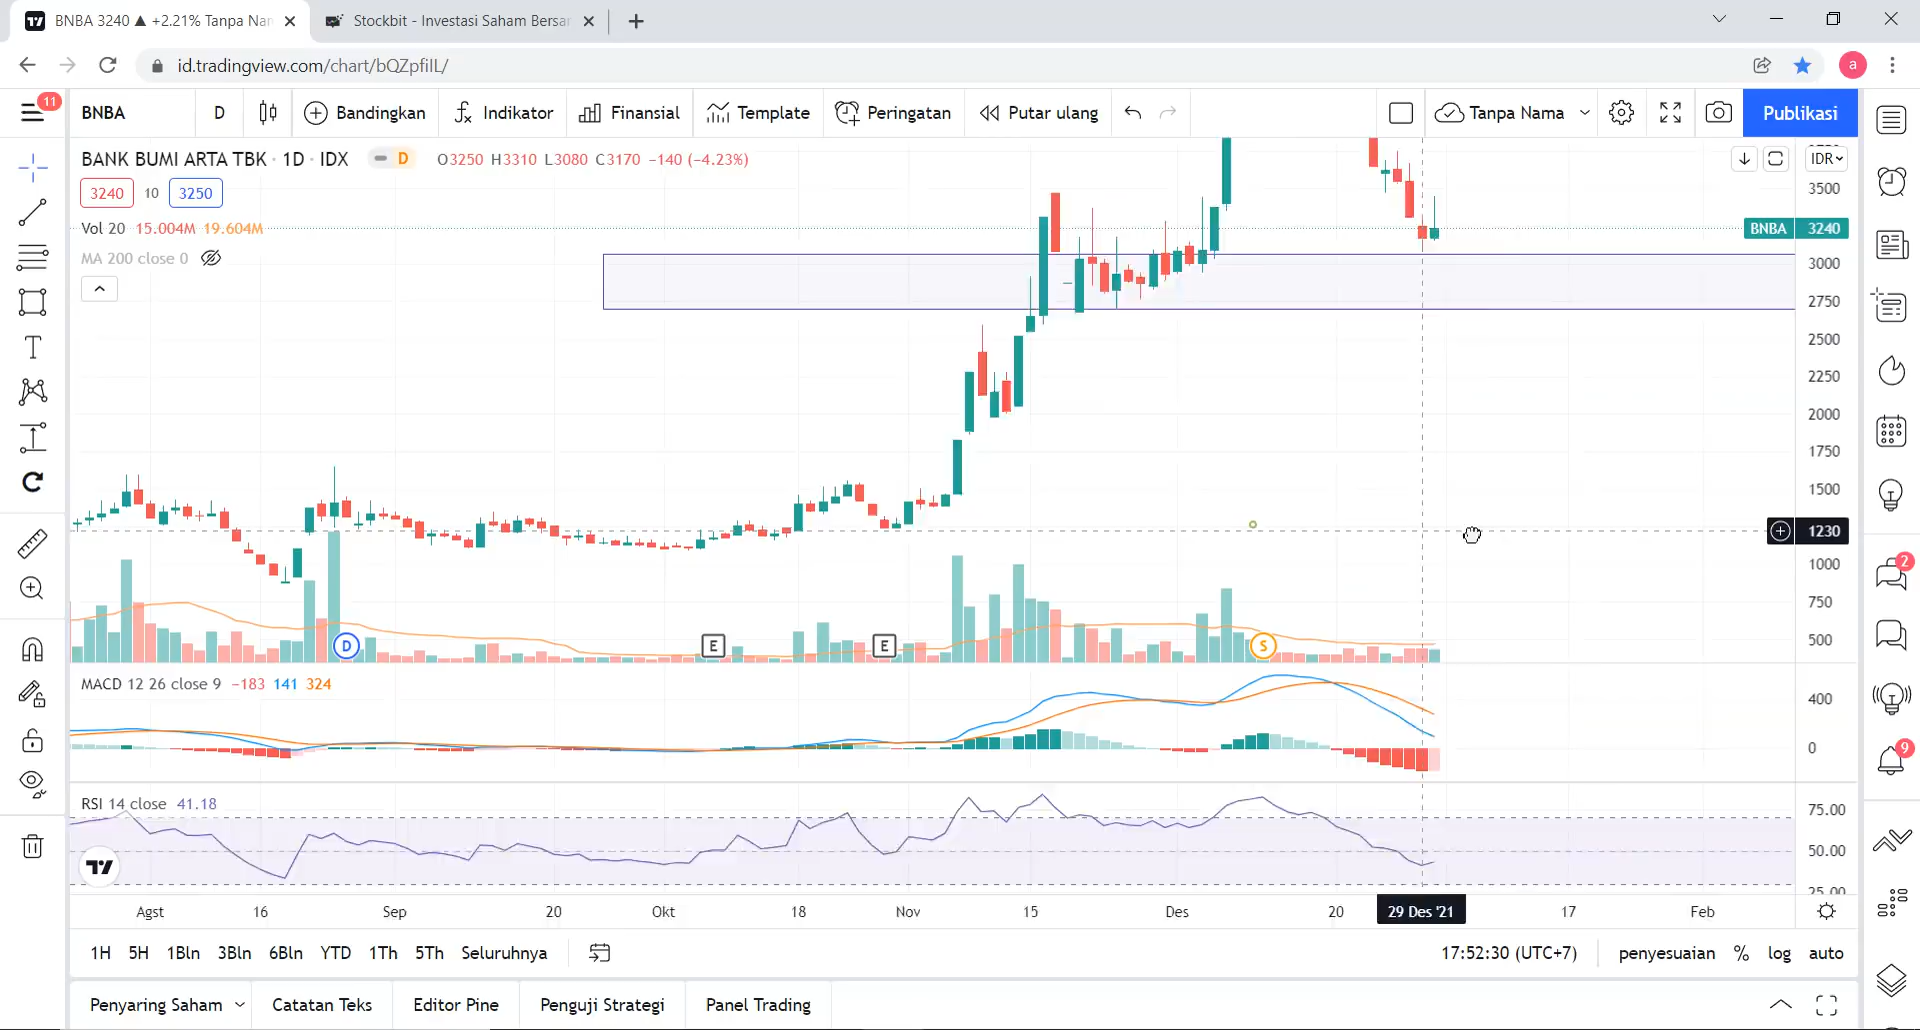 BNBA 3240 ▲ +2.21% Tanpa Nar
Stockbit - Investasi Saham Bersar
id.tradingview.com/chart/bQZpfiIL/
a
11
BNBA
D
Bandingkan
Indikator
Finansial
Template
Peringatan
Putar ulang
Tanpa Nama
Publikasi
BANK BUMI ARTA TBK · 1D · IDX
D
O3250 H3310 L3080 C3170 −140 (−4.23%)
IDR
3240 10 3250
3500
Vol 20 15.004M 19.604M
BNBA 3240
MA 200 close 0
3000
2750
2500
2250
2000
1750
1500
1230
1000
750
500
D
E
E
S
MACD 12 26 close 9 −183 141 324
400
0
RSI 14 close 41.18
75.00
50.00
25.00
2
9
Agst 16 Sep 20 Okt 18 Nov 15 Des 20 29 Des '21 17 Feb
1H 5H 1Bln 3Bln 6Bln YTD 1Th 5Th Seluruhnya
17:52:30 (UTC+7)
penyesuaian % log auto
Penyaring Saham
Catatan Teks
Editor Pine
Penguji Strategi
Panel Trading